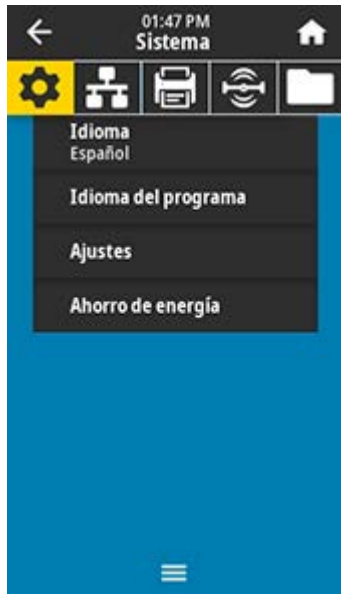 01:47 PM
Sistema
Idioma
Español
Idioma del programa
Ajustes
Ahorro de energía